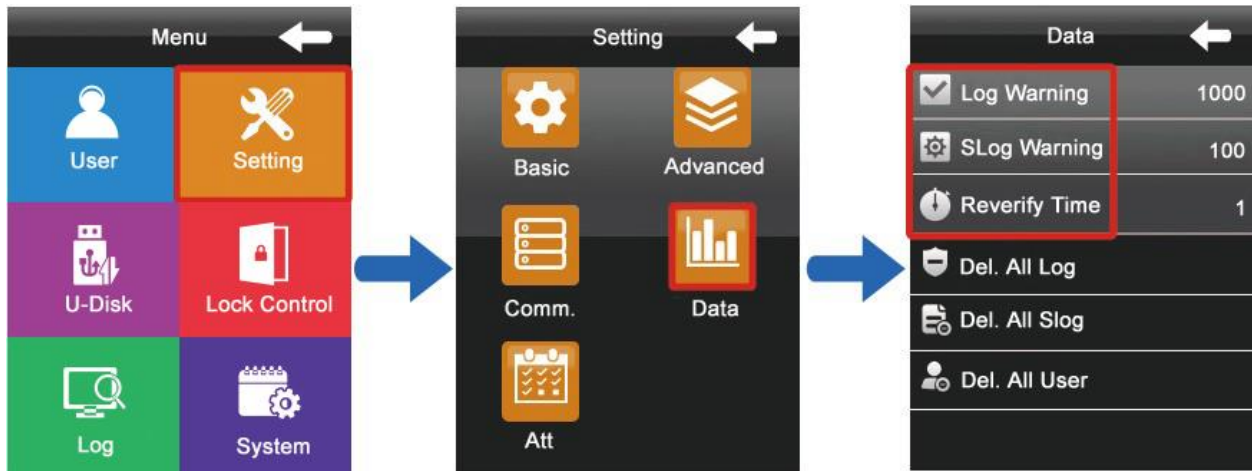 Menu
User
Setting
U-Disk
Lock Control
Log
System
Setting
Basic
Advanced
Comm.
Data
Att
Data
Log Warning 1000
SLog Warning 100
Reverify Time 1
Del. All Log
Del. All Slog
Del. All User